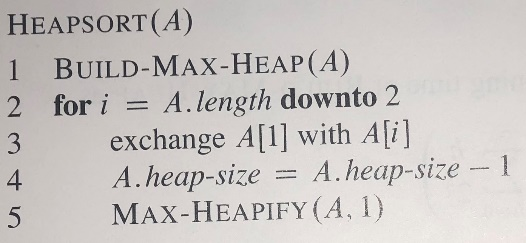 HEAPSORT(A)
1 BUILD-MAX-HEAP(A)
2 for i = A.length downto 2
3 exchange A[1] with A[i]
4 A.heap-size = A.heap-size − 1
5 MAX-HEAPIFY(A, 1)